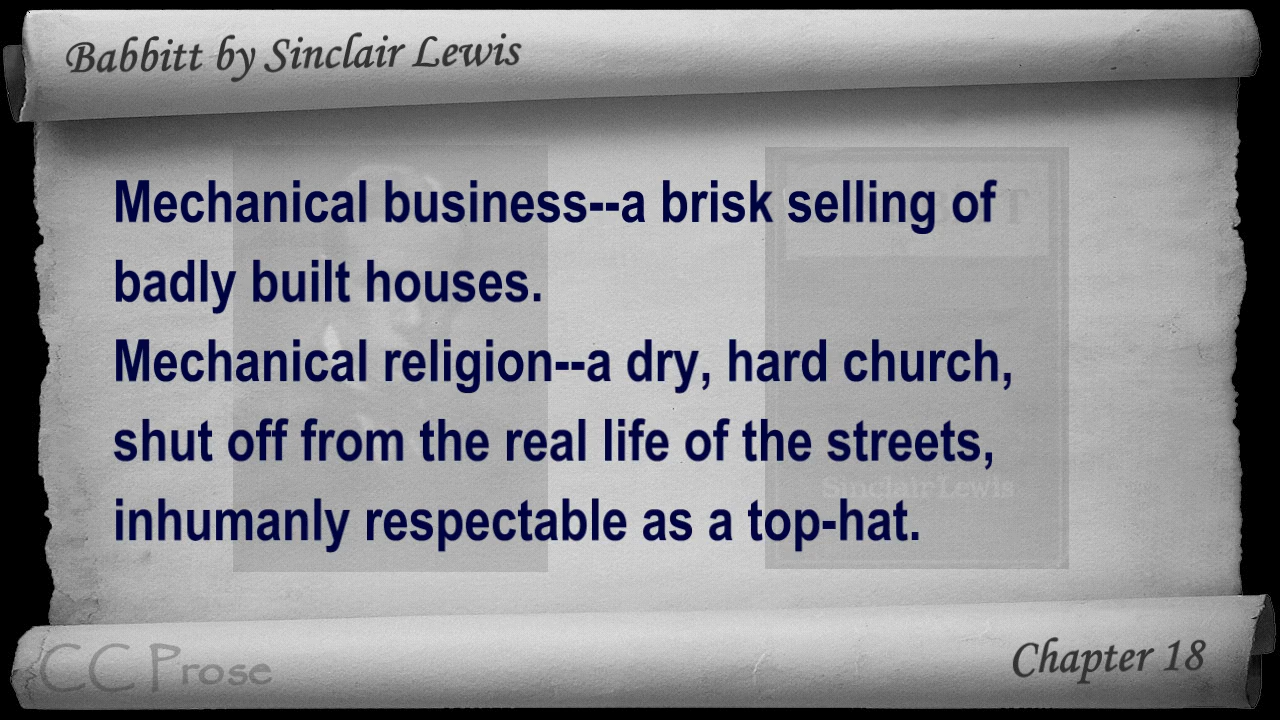 Babbitt by Sinclair Lewis
Mechanical business--a brisk selling of
badly built houses.
Mechanical religion--a dry, hard church,
shut off from the real life of the streets,
inhumanly respectable as a top-hat.
Sinclair Lewis
CC Prose
Chapter 18